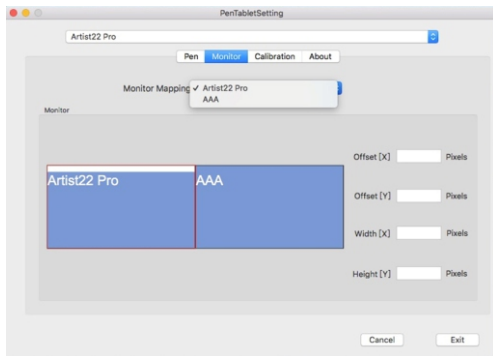 PenTabletSetting
Artist22 Pro
Pen Monitor Calibration About
Monitor Mapping ✓ Artist22 Pro
AAA
Monitor
Offset [X] Pixels
Artist22 Pro AAA
Offset [Y] Pixels
Width [X] Pixels
Height [Y] Pixels
Cancel Exit